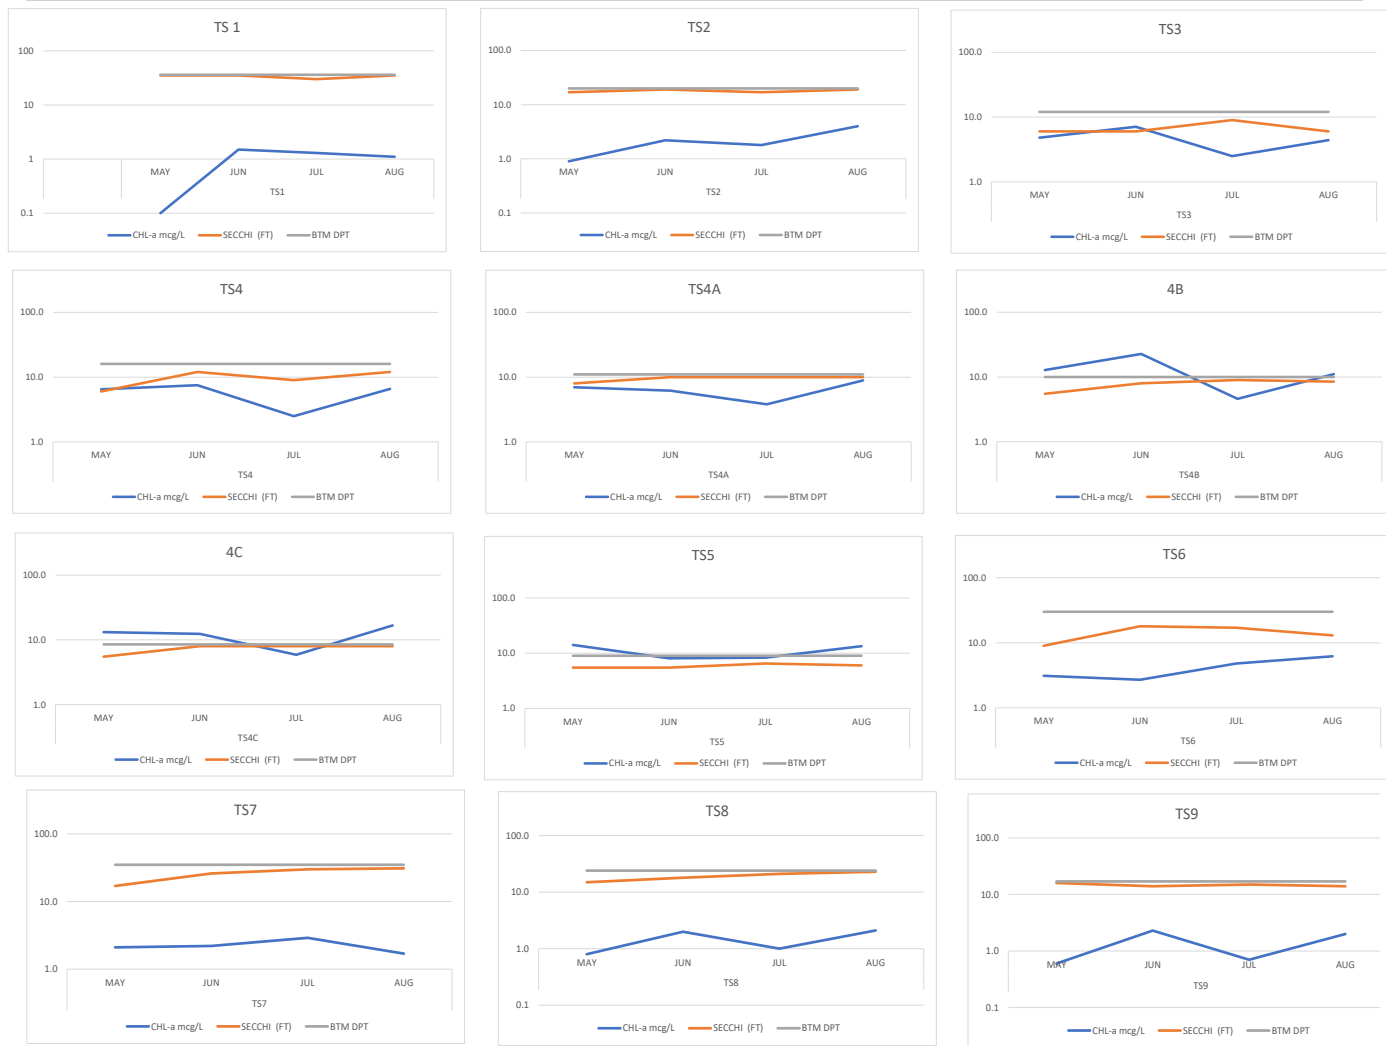 TS 1
100
10
1
0.1
MAY JUN JUL AUG
TS1
CHL-a mcg/L SECCHI (FT) BTM DPT
TS2
100.0
10.0
1.0
0.1
MAY JUN JUL AUG
TS2
CHL-a mcg/L SECCHI (FT) BTM DPT
TS3
100.0
10.0
1.0
MAY JUN JUL AUG
TS3
CHL-a mcg/L SECCHI (FT) BTM DPT
TS4
100.0
10.0
1.0
MAY JUN JUL AUG
TS4
CHL-a mcg/L SECCHI (FT) BTM DPT
TS4A
100.0
10.0
1.0
MAY JUN JUL AUG
TS4A
CHL-a mcg/L SECCHI (FT) BTM DPT
4B
100.0
10.0
1.0
MAY JUN JUL AUG
TS4B
CHL-a mcg/L SECCHI (FT) BTM DPT
4C
100.0
10.0
1.0
MAY JUN JUL AUG
TS4C
CHL-a mcg/L SECCHI (FT) BTM DPT
TS5
100.0
10.0
1.0
MAY JUN JUL AUG
TS5
CHL-a mcg/L SECCHI (FT) BTM DPT
TS6
100.0
10.0
1.0
MAY JUN JUL AUG
TS6
CHL-a mcg/L SECCHI (FT) BTM DPT
TS7
100.0
10.0
1.0
MAY JUN JUL AUG
TS7
CHL-a mcg/L SECCHI (FT) BTM DPT
TS8
100.0
10.0
1.0
0.1
MAY JUN JUL AUG
TS8
CHL-a mcg/L SECCHI (FT) BTM DPT
TS9
100.0
10.0
1.0
0.1
MAY JUN JUL AUG
TS9
CHL-a mcg/L SECCHI (FT) BTM DPT